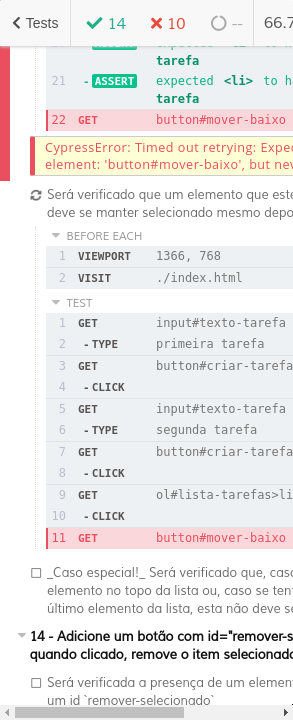 Tests 14 10 -- 66.7
tarefa
21 -ASSERT expected <li> to h
tarefa
22 GET button#mover-baixo
CypressError: Timed out retrying: Expec
element: 'button#mover-baixo', but nev
Será verificado que um elemento que este
deve se manter selecionado mesmo depo
BEFORE EACH
1 VIEWPORT 1366, 768
2 VISIT ./index.html
TEST
1 GET input#texto-tarefa
2 -TYPE primeira tarefa
3 GET button#criar-tarefa
4 -CLICK
5 GET input#texto-tarefa
6 -TYPE segunda tarefa
7 GET button#criar-tarefa
8 -CLICK
9 GET ol#lista-tarefas>li
10 -CLICK
11 GET button#mover-baixo
_Caso especial!_ Será verificado que, caso
elemento no topo da lista ou, caso se ten
último elemento da lista, esta não deve se
14 - Adicione um botão com id="remover-s
quando clicado, remove o item selecionado
Será verificada a presença de um elemen
um id `remover-selecionado`